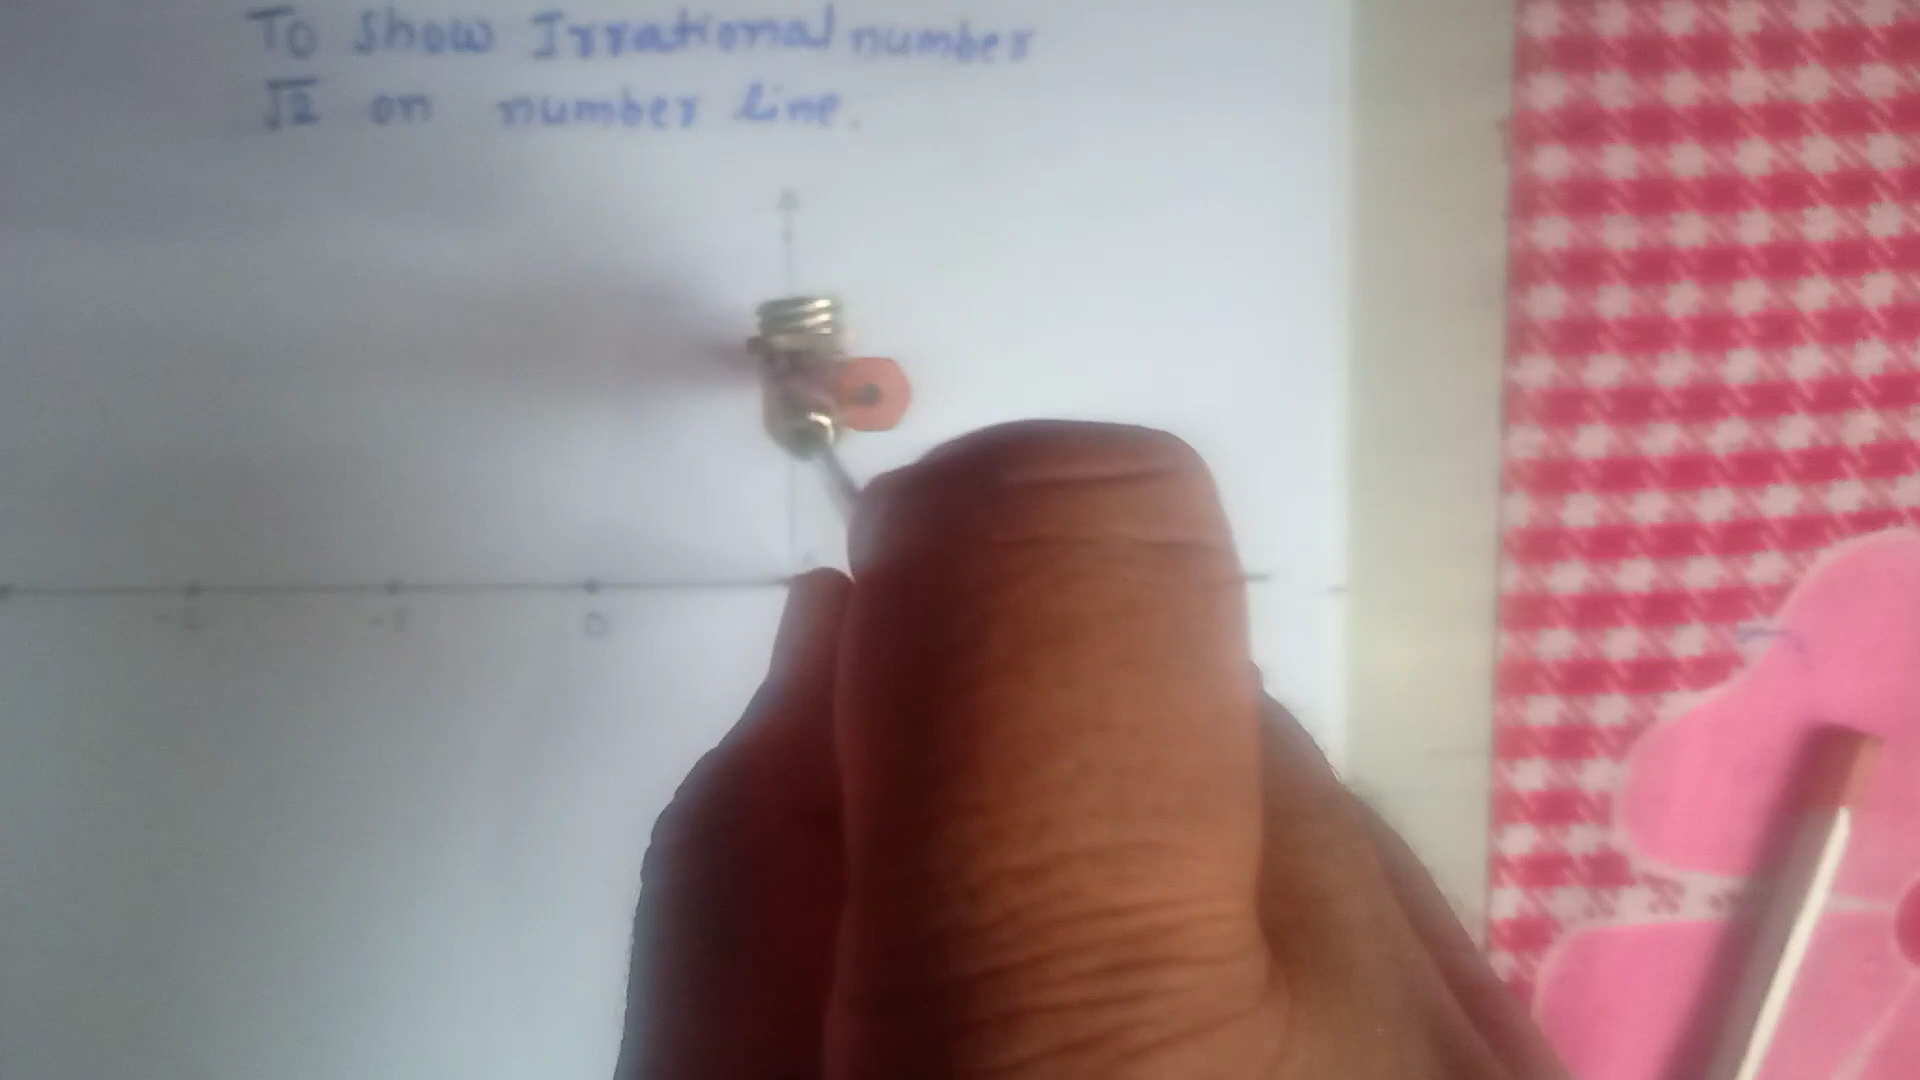 To show Irrational number
√2 on number line.
-2 -1 0